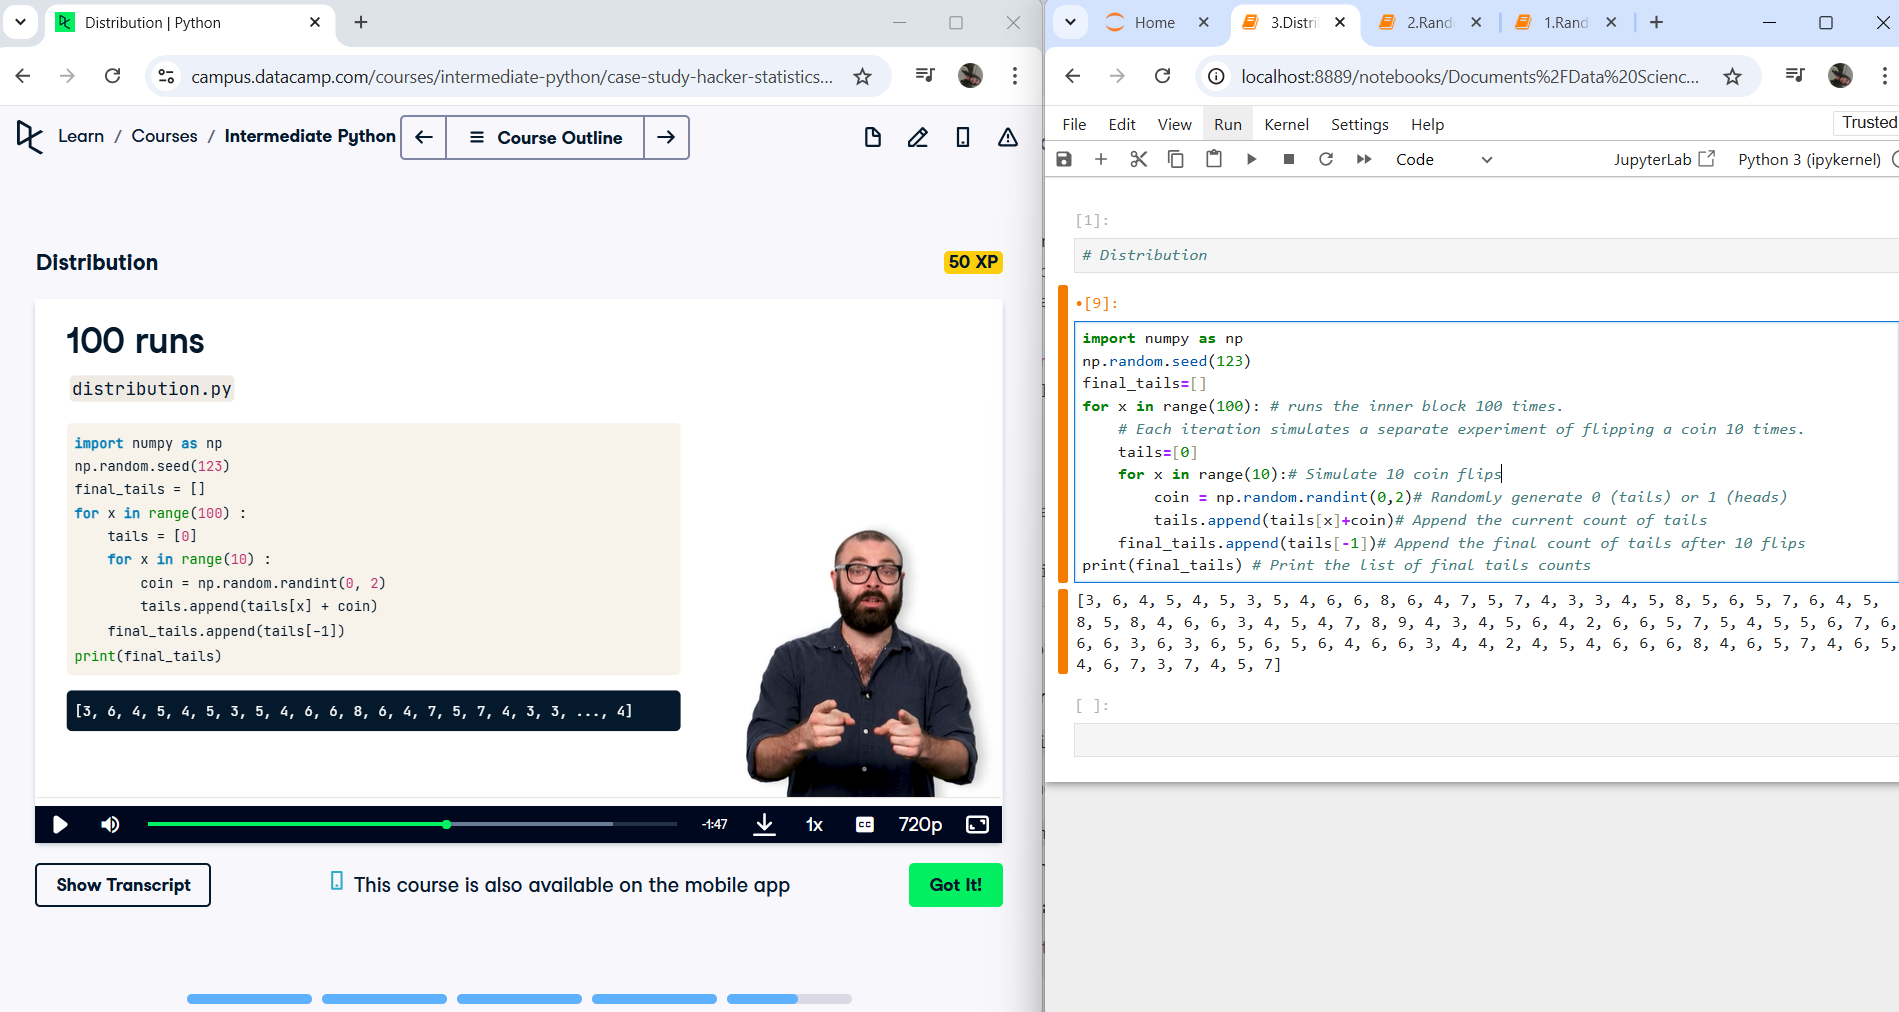 Distribution | Python
campus.datacamp.com/courses/intermediate-python/case-study-hacker-statistics...
Learn / Courses / Intermediate Python
Course Outline
Distribution
50 XP
100 runs
distribution.py
import numpy as np
np.random.seed(123)
final_tails = []
for x in range(100) :
    tails = [0]
    for x in range(10) :
        coin = np.random.randint(0, 2)
        tails.append(tails[x] + coin)
    final_tails.append(tails[-1])
print(final_tails)
[3, 6, 4, 5, 4, 5, 3, 5, 4, 6, 6, 8, 6, 4, 7, 5, 7, 4, 3, 3, ..., 4]
-1:47
1x
CC
720p
Show Transcript
This course is also available on the mobile app
Got It!
Home
3.Distri
2.Rand
1.Rand
localhost:8889/notebooks/Documents%2FData%20Scienc...
File Edit View Run Kernel Settings Help
Trusted
Code
JupyterLab
Python 3 (ipykernel)
[1]:
# Distribution
•[9]:
import numpy as np
np.random.seed(123)
final_tails=[]
for x in range(100): # runs the inner block 100 times.
    # Each iteration simulates a separate experiment of flipping a coin 10 times.
    tails=[0]
    for x in range(10):# Simulate 10 coin flips
        coin = np.random.randint(0,2)# Randomly generate 0 (tails) or 1 (heads)
        tails.append(tails[x]+coin)# Append the current count of tails
    final_tails.append(tails[-1])# Append the final count of tails after 10 flips
print(final_tails) # Print the list of final tails counts
[3, 6, 4, 5, 4, 5, 3, 5, 4, 6, 6, 8, 6, 4, 7, 5, 7, 4, 3, 3, 4, 5, 8, 5, 6, 5, 7, 6, 4, 5,
8, 5, 8, 4, 6, 6, 3, 4, 5, 4, 7, 8, 9, 4, 3, 4, 5, 6, 4, 2, 6, 6, 5, 7, 5, 4, 5, 5, 6, 7, 6,
6, 6, 3, 6, 3, 6, 5, 6, 5, 6, 4, 6, 6, 3, 4, 4, 2, 4, 5, 4, 6, 6, 6, 8, 4, 6, 5, 7, 4, 6, 5,
4, 6, 7, 3, 7, 4, 5, 7]
[ ]: